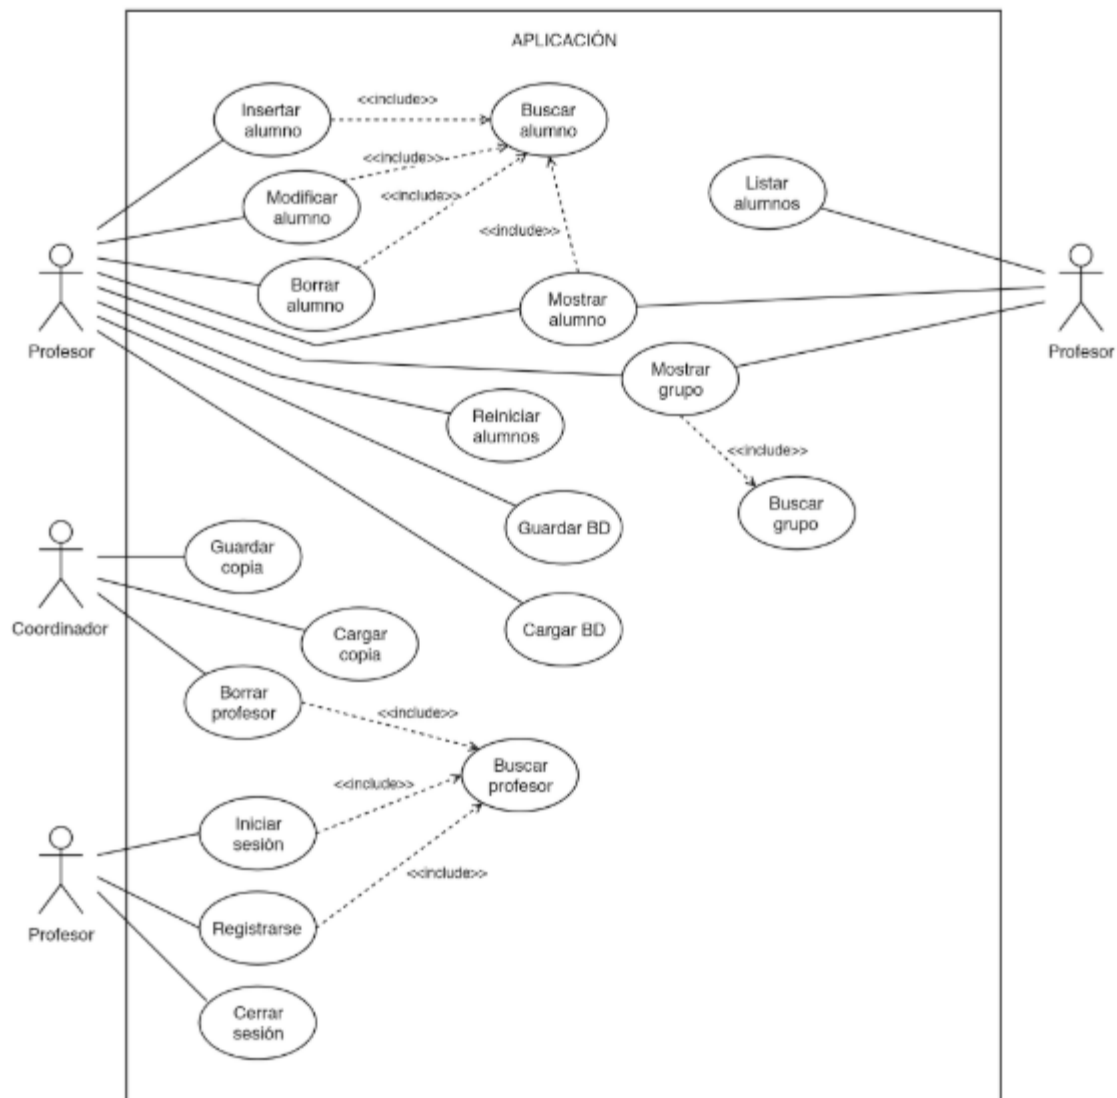 APLICACIÓN
Insertar
alumno
<<include>>
Buscar
alumno
<<include>>
Modificar
alumno
<<include>>
Listar
alumnos
<<include>>
Borrar
alumno
Mostrar
alumno
Profesor
Profesor
Mostrar
grupo
Reiniciar
alumnos
<<include>>
Buscar
grupo
Guardar BD
Guardar
copia
Coordinador
Cargar
copia
Cargar BD
Borrar
profesor
<<include>>
Buscar
profesor
<<include>>
Iniciar
sesión
<<include>>
Profesor
Registrarse
Cerrar
sesión